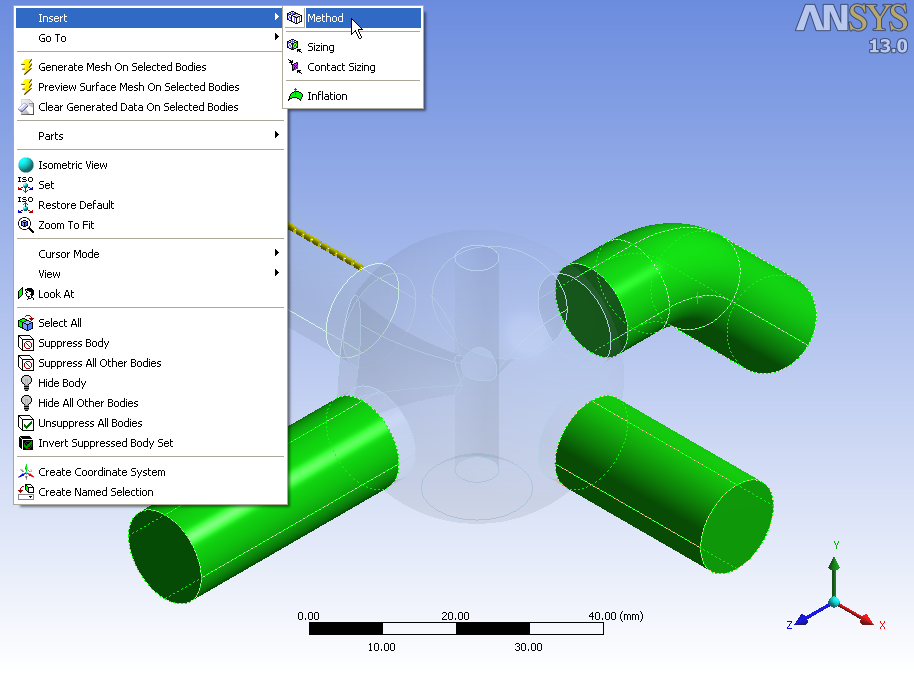 Insert
Go To
Generate Mesh On Selected Bodies
Preview Surface Mesh On Selected Bodies
Clear Generated Data On Selected Bodies
Parts
Isometric View
ISO
Set
ISO
Restore Default
Zoom To Fit
Cursor Mode
View
Look At
Select All
Suppress Body
Suppress All Other Bodies
Hide Body
Hide All Other Bodies
Unsuppress All Bodies
Invert Suppressed Body Set
Create Coordinate System
Create Named Selection
Method
Sizing
Contact Sizing
Inflation
ANSYS
13.0
0.00 20.00 40.00 (mm)
10.00 30.00
Y
Z X